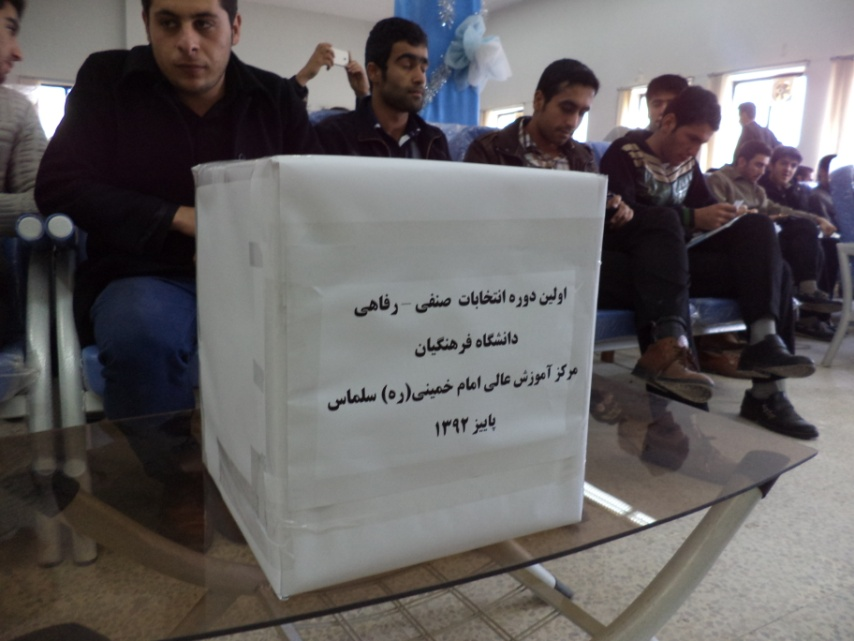 اولین دوره انتخابات صنفی - رفاهی
دانشگاه فرهنگیان
مرکز آموزش عالی امام خمینی(ره) سلماس
پاییز ۱۳۹۲